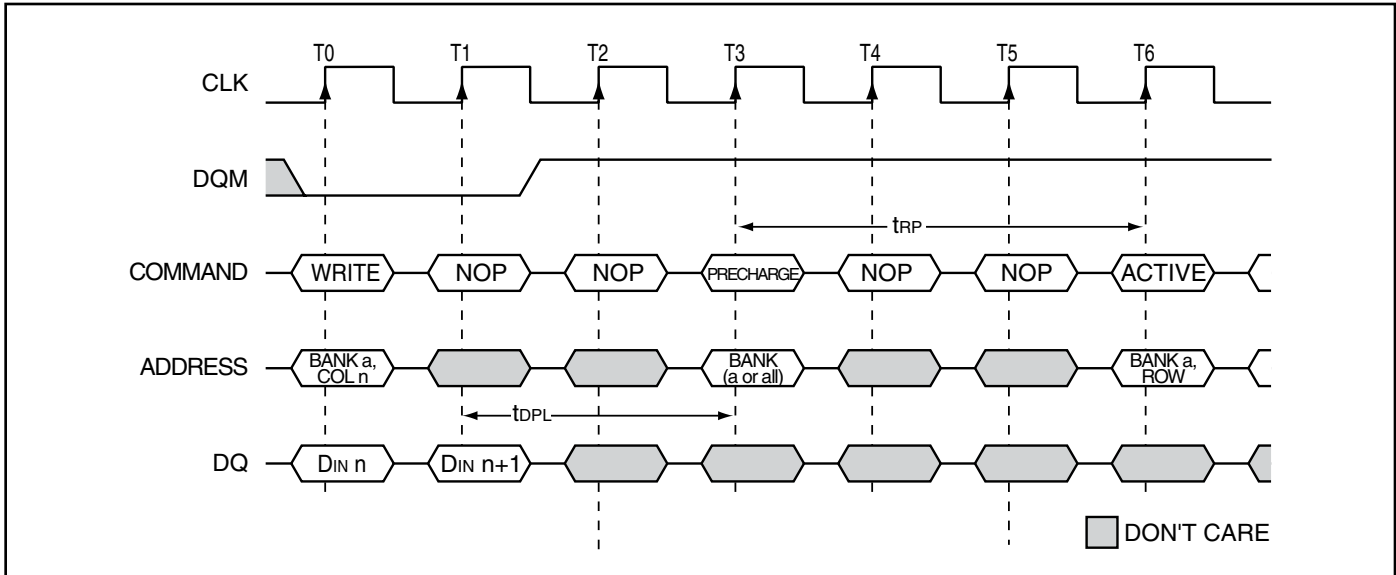 T0 T1 T2 T3 T4 T5 T6
CLK
DQM
tRP
COMMAND WRITE NOP NOP PRECHARGE NOP NOP ACTIVE
ADDRESS BANK a, COL n BANK (a or all) BANK a, ROW
tDPL
DQ DIN n DIN n+1
DON'T CARE